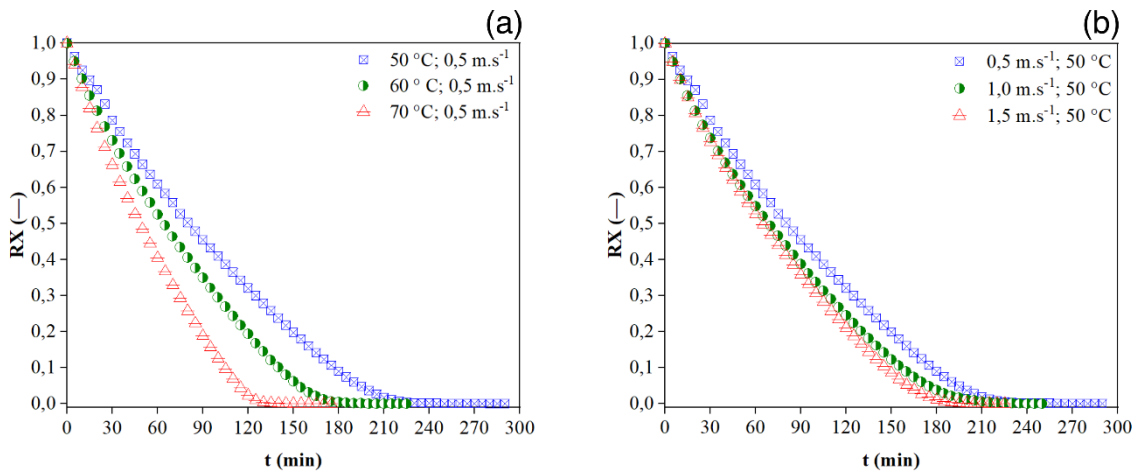 (a)
50 °C; 0,5 m.s⁻¹
60 ° C; 0,5 m.s⁻¹
70 °C; 0,5 m.s⁻¹
1,0
0,9
0,8
0,7
0,6
0,5
0,4
0,3
0,2
0,1
0,0
RX (—)
0 30 60 90 120 150 180 210 240 270 300
t (min)
(b)
0,5 m.s⁻¹; 50 °C
1,0 m.s⁻¹; 50 °C
1,5 m.s⁻¹; 50 °C
1,0
0,9
0,8
0,7
0,6
0,5
0,4
0,3
0,2
0,1
0,0
RX (—)
0 30 60 90 120 150 180 210 240 270 300
t (min)